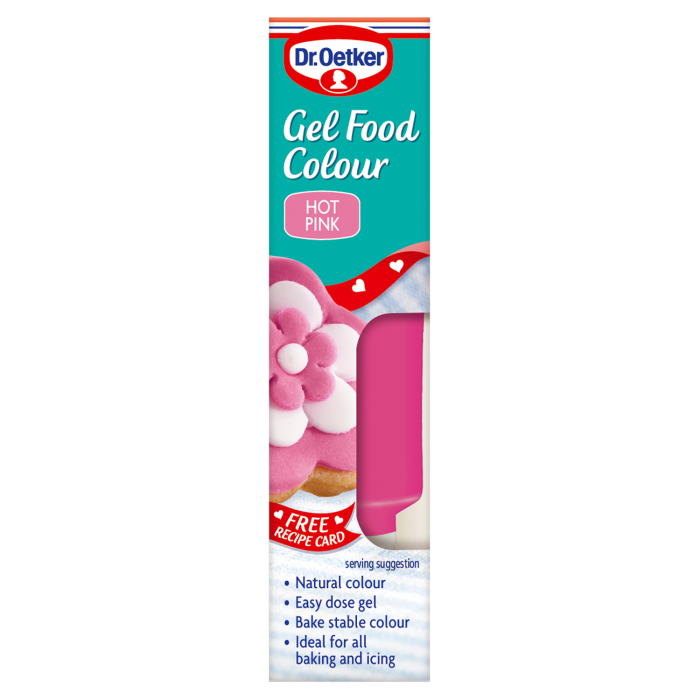 Dr.Oetker
Gel Food
Colour
HOT
PINK
FREE
RECIPE CARD
serving suggestion
• Natural colour
• Easy dose gel
• Bake stable colour
• Ideal for all
baking and icing